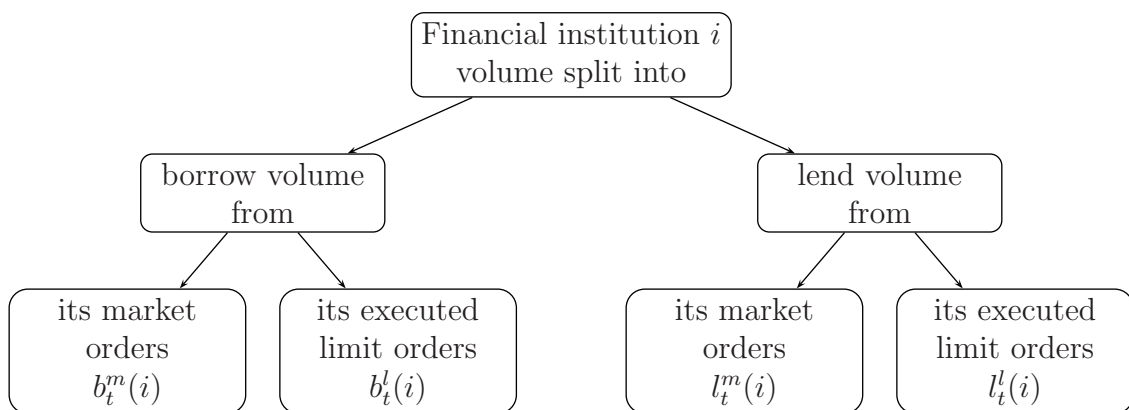 Financial institution i
volume split into
borrow volume
from
lend volume
from
its market
orders
b_t^m(i)
its executed
limit orders
b_t^l(i)
its market
orders
l_t^m(i)
its executed
limit orders
l_t^l(i)